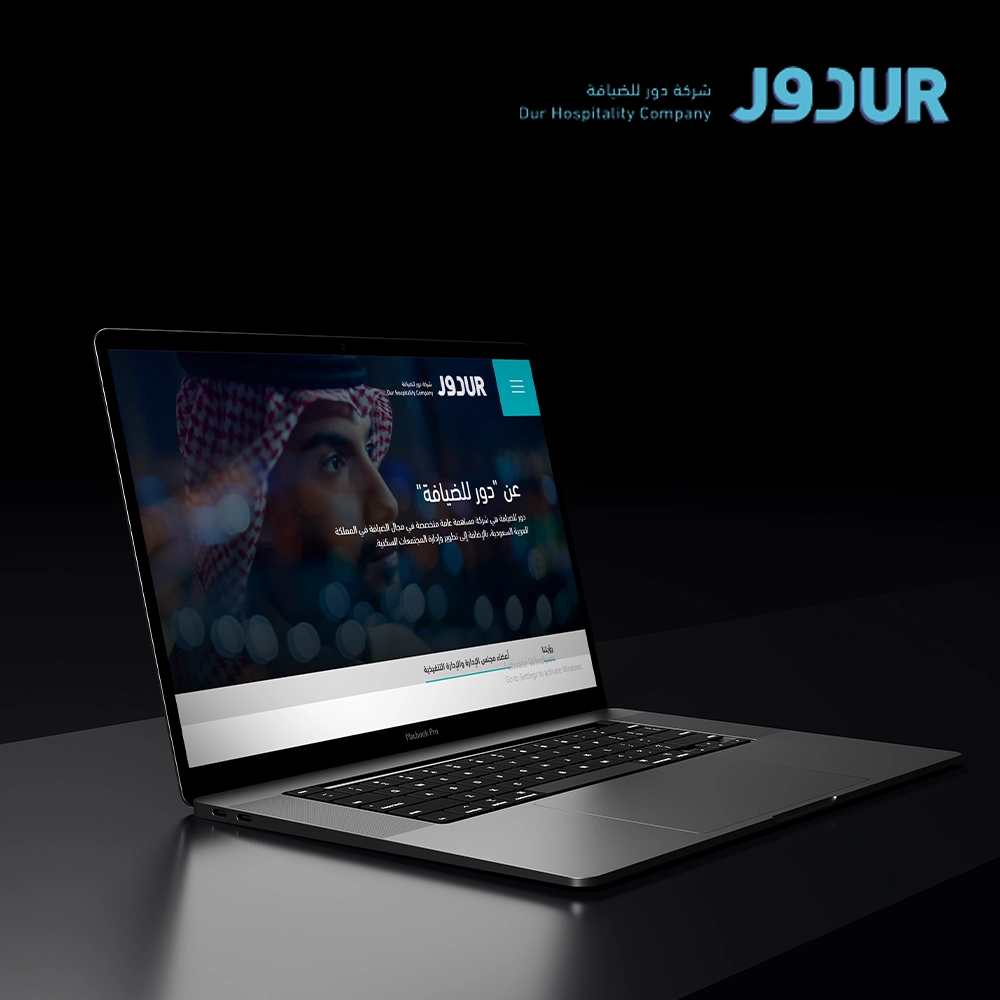 شركة دور للضيافة
Dur Hospitality Company
دور DUR
شركة دور للضيافة
Dur Hospitality Company
دور DUR
عن "دور للضيافة"
دور للضيافة هي شركة مساهمة عامة متخصصة في مجال الضيافة في المملكة
العربية السعودية، بالإضافة إلى تطوير وإدارة المجتمعات السكنية.
رؤيتنا
أعضاء مجلس الإدارة والإدارة التنفيذية
Activate Windows
Go to Settings to activate Windows.
Macbook Pro